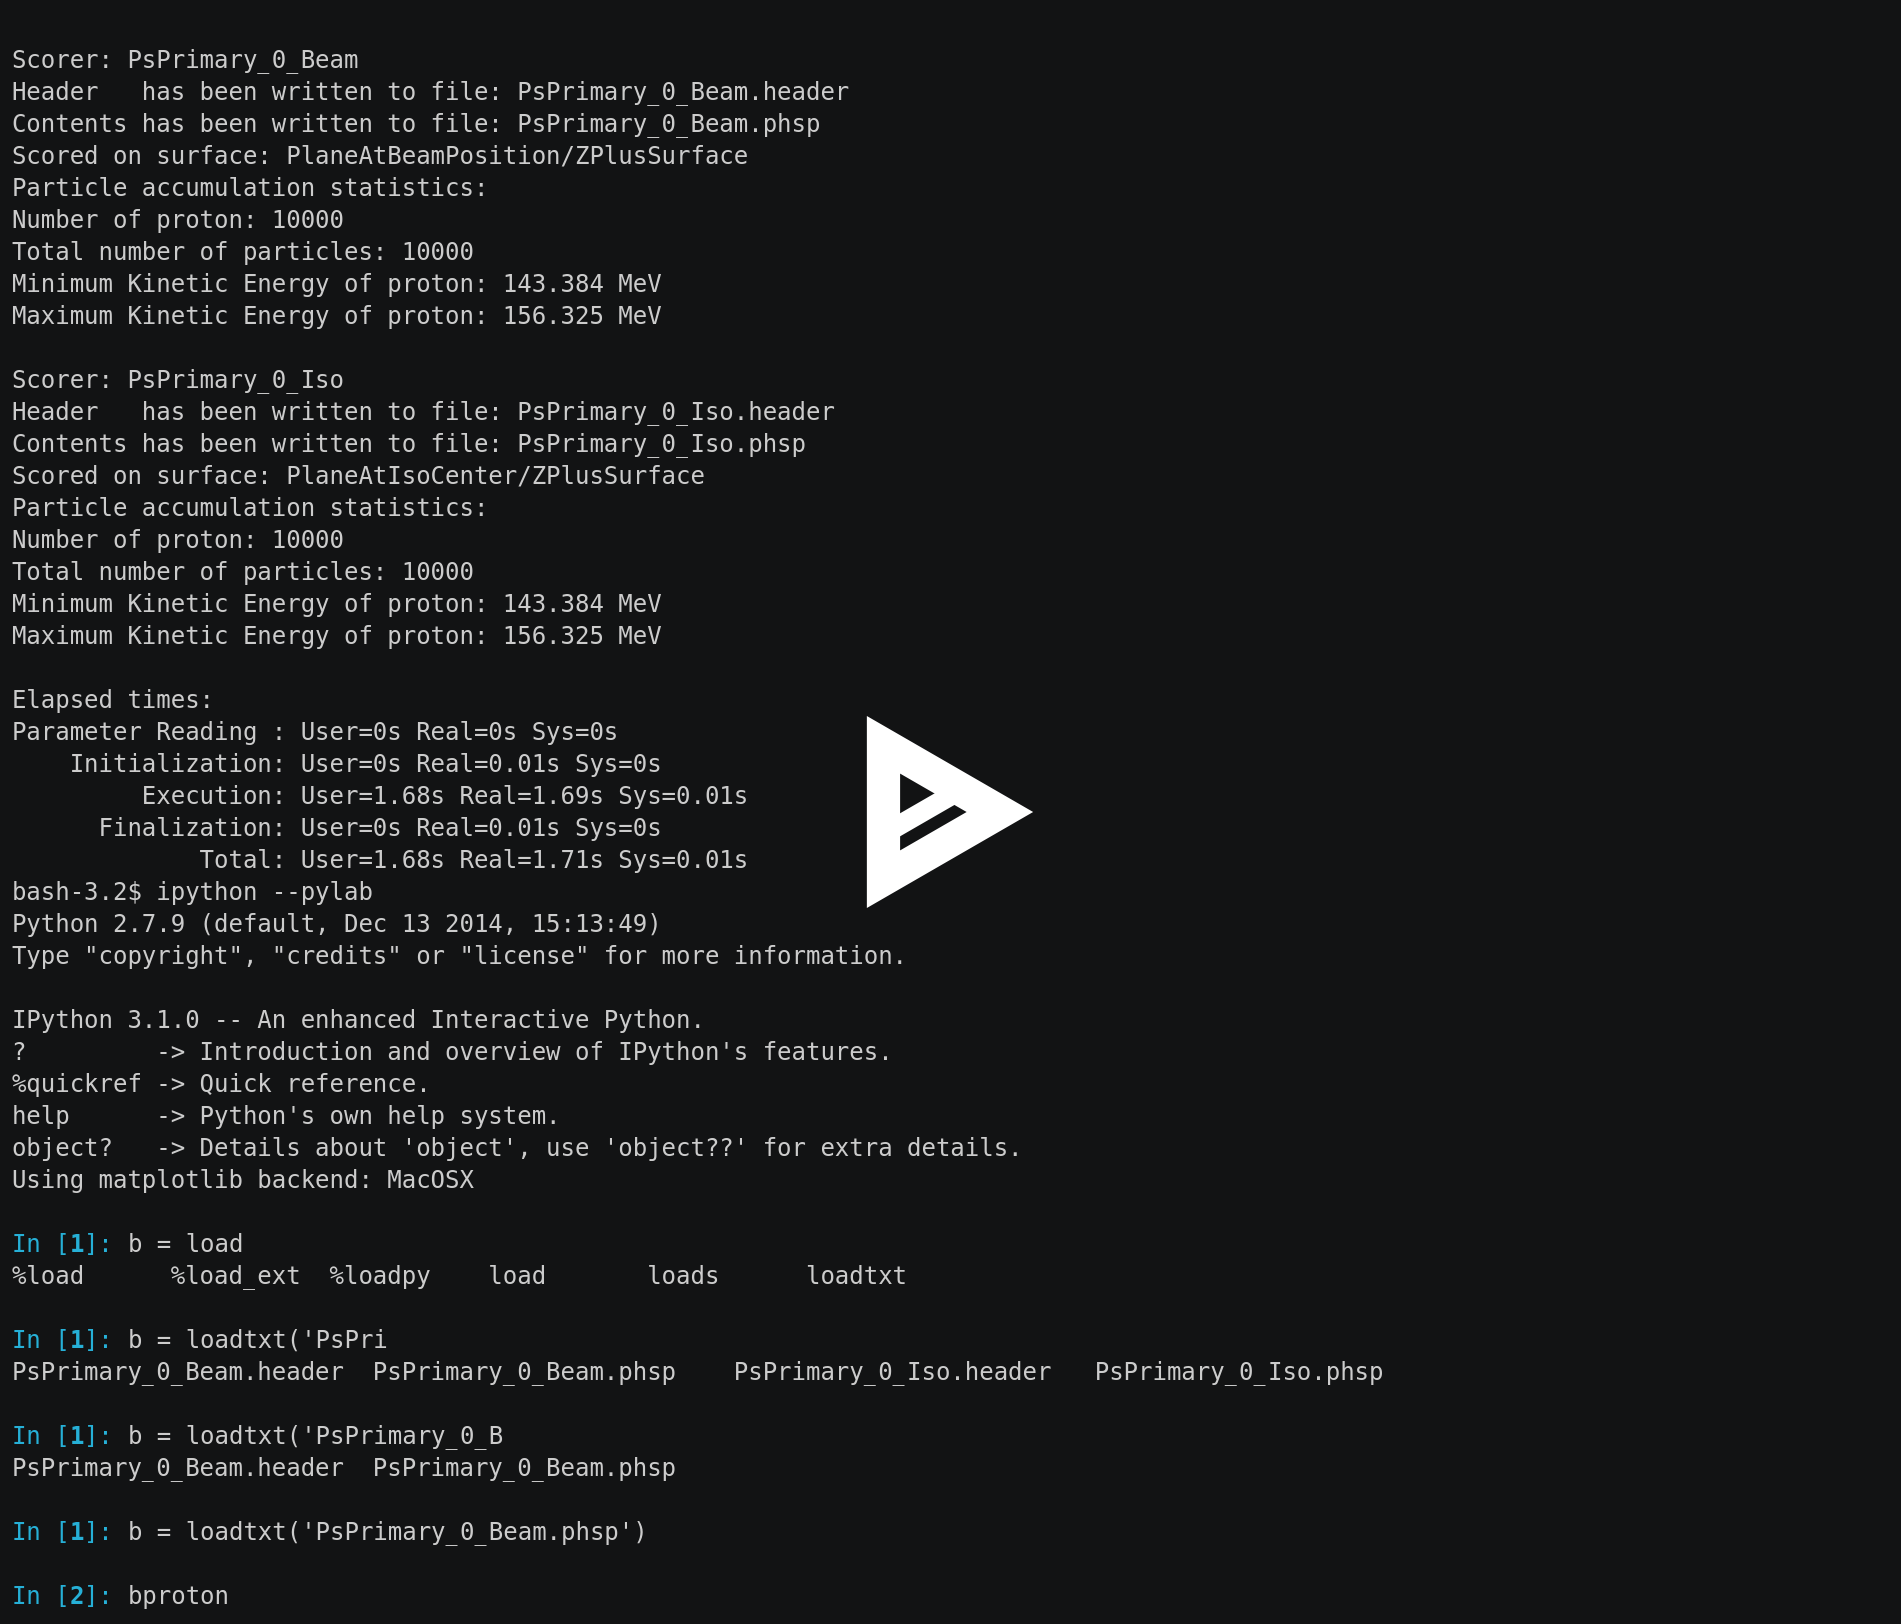 Scorer: PsPrimary_0_Beam
Header   has been written to file: PsPrimary_0_Beam.header
Contents has been written to file: PsPrimary_0_Beam.phsp
Scored on surface: PlaneAtBeamPosition/ZPlusSurface
Particle accumulation statistics:
Number of proton: 10000
Total number of particles: 10000
Minimum Kinetic Energy of proton: 143.384 MeV
Maximum Kinetic Energy of proton: 156.325 MeV

Scorer: PsPrimary_0_Iso
Header   has been written to file: PsPrimary_0_Iso.header
Contents has been written to file: PsPrimary_0_Iso.phsp
Scored on surface: PlaneAtIsoCenter/ZPlusSurface
Particle accumulation statistics:
Number of proton: 10000
Total number of particles: 10000
Minimum Kinetic Energy of proton: 143.384 MeV
Maximum Kinetic Energy of proton: 156.325 MeV

Elapsed times:
Parameter Reading : User=0s Real=0s Sys=0s
    Initialization: User=0s Real=0.01s Sys=0s
         Execution: User=1.68s Real=1.69s Sys=0.01s
      Finalization: User=0s Real=0.01s Sys=0s
             Total: User=1.68s Real=1.71s Sys=0.01s
bash-3.2$ ipython --pylab
Python 2.7.9 (default, Dec 13 2014, 15:13:49)
Type "copyright", "credits" or "license" for more information.

IPython 3.1.0 -- An enhanced Interactive Python.
?         -> Introduction and overview of IPython's features.
%quickref -> Quick reference.
help      -> Python's own help system.
object?   -> Details about 'object', use 'object??' for extra details.
Using matplotlib backend: MacOSX

In [1]: b = load
%load      %load_ext  %loadpy    load       loads      loadtxt

In [1]: b = loadtxt('PsPri
PsPrimary_0_Beam.header  PsPrimary_0_Beam.phsp    PsPrimary_0_Iso.header   PsPrimary_0_Iso.phsp

In [1]: b = loadtxt('PsPrimary_0_B
PsPrimary_0_Beam.header  PsPrimary_0_Beam.phsp

In [1]: b = loadtxt('PsPrimary_0_Beam.phsp')

In [2]: bproton